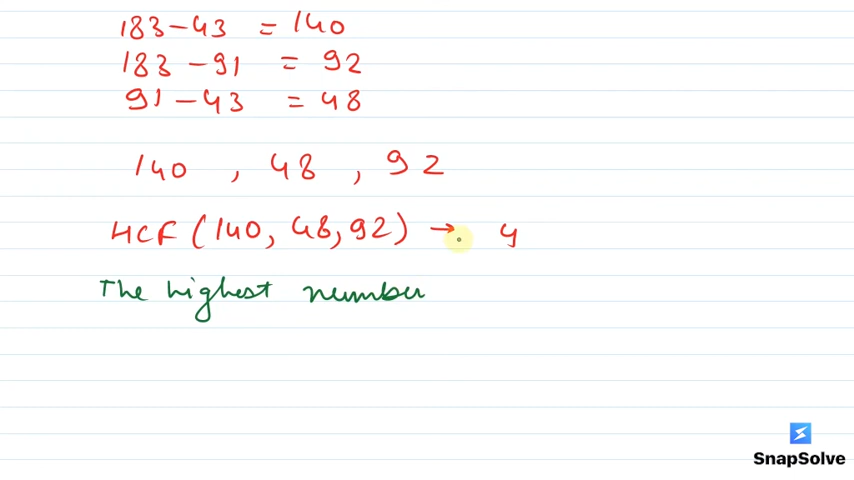 183-43 = 140
183-91 = 92
91-43 = 48
140, 48, 92
HCF (140, 48, 92) → 4
The highest number
SnapSolve